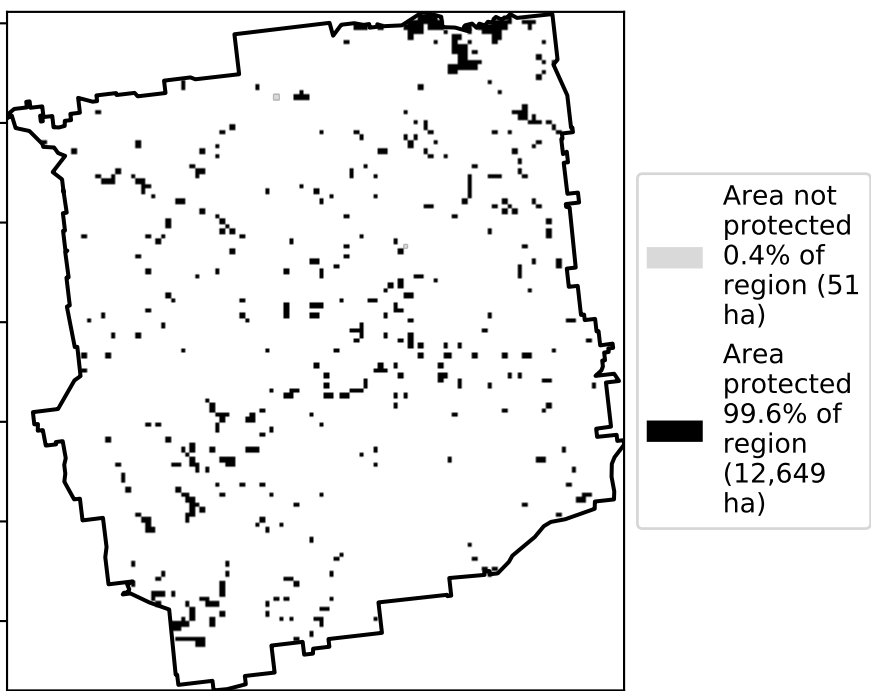 Area not
protected
0.4% of
region (51
ha)
Area
protected
99.6% of
region
(12,649
ha)